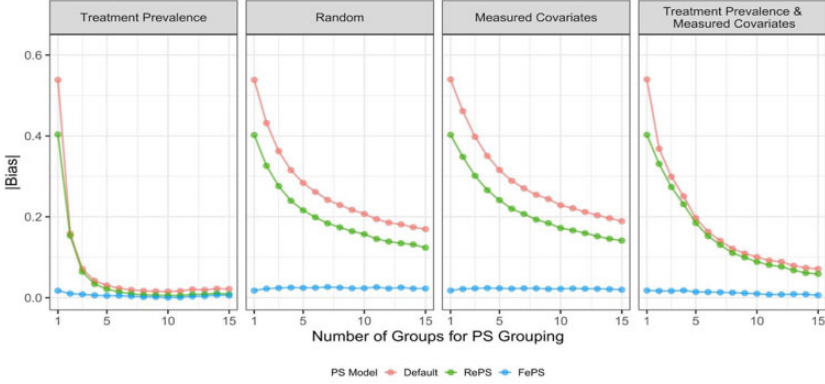 Treatment Prevalence
Random
Measured Covariates
Treatment Prevalence &
Measured Covariates
|Bias|
0.6
0.4
0.2
0.0
1 5 10 15
1 5 10 15
1 5 10 15
1 5 10 15
Number of Groups for PS Grouping
PS Model Default RePS FePS